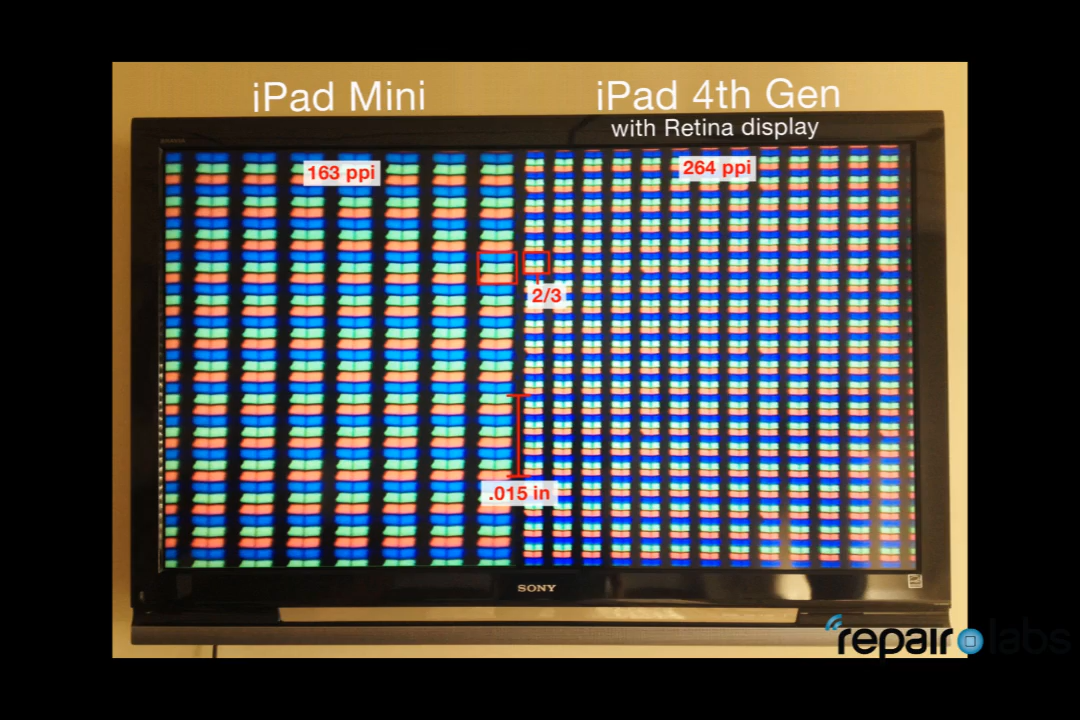 iPad Mini
iPad 4th Gen
with Retina display
BRAVIA
163 ppi
264 ppi
2/3
.015 in
SONY
repair labs